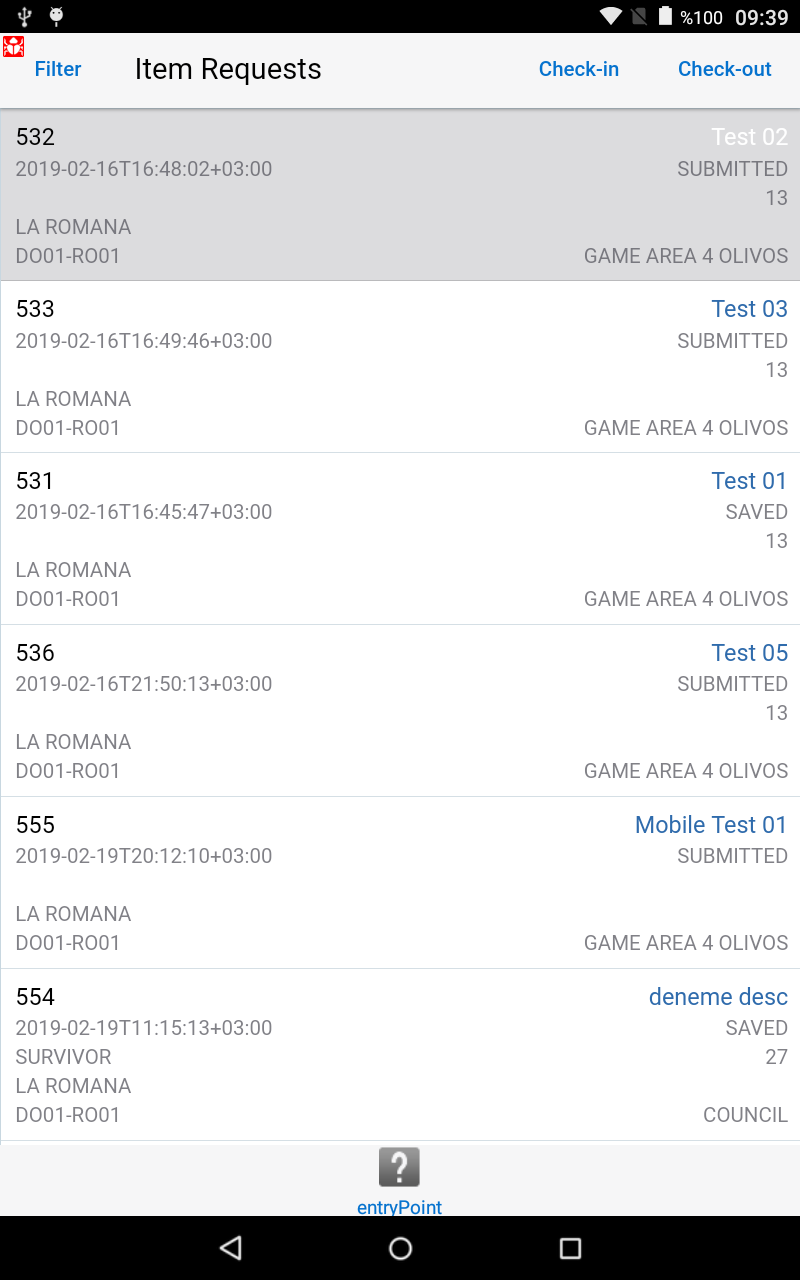 %100 09:39
Filter Item Requests Check-in Check-out
532 Test 02
2019-02-16T16:48:02+03:00 SUBMITTED
13
LA ROMANA
DO01-RO01 GAME AREA 4 OLIVOS
533 Test 03
2019-02-16T16:49:46+03:00 SUBMITTED
13
LA ROMANA
DO01-RO01 GAME AREA 4 OLIVOS
531 Test 01
2019-02-16T16:45:47+03:00 SAVED
13
LA ROMANA
DO01-RO01 GAME AREA 4 OLIVOS
536 Test 05
2019-02-16T21:50:13+03:00 SUBMITTED
13
LA ROMANA
DO01-RO01 GAME AREA 4 OLIVOS
555 Mobile Test 01
2019-02-19T20:12:10+03:00 SUBMITTED
LA ROMANA
DO01-RO01 GAME AREA 4 OLIVOS
554 deneme desc
2019-02-19T11:15:13+03:00 SAVED
SURVIVOR 27
LA ROMANA
DO01-RO01 COUNCIL
?
entryPoint